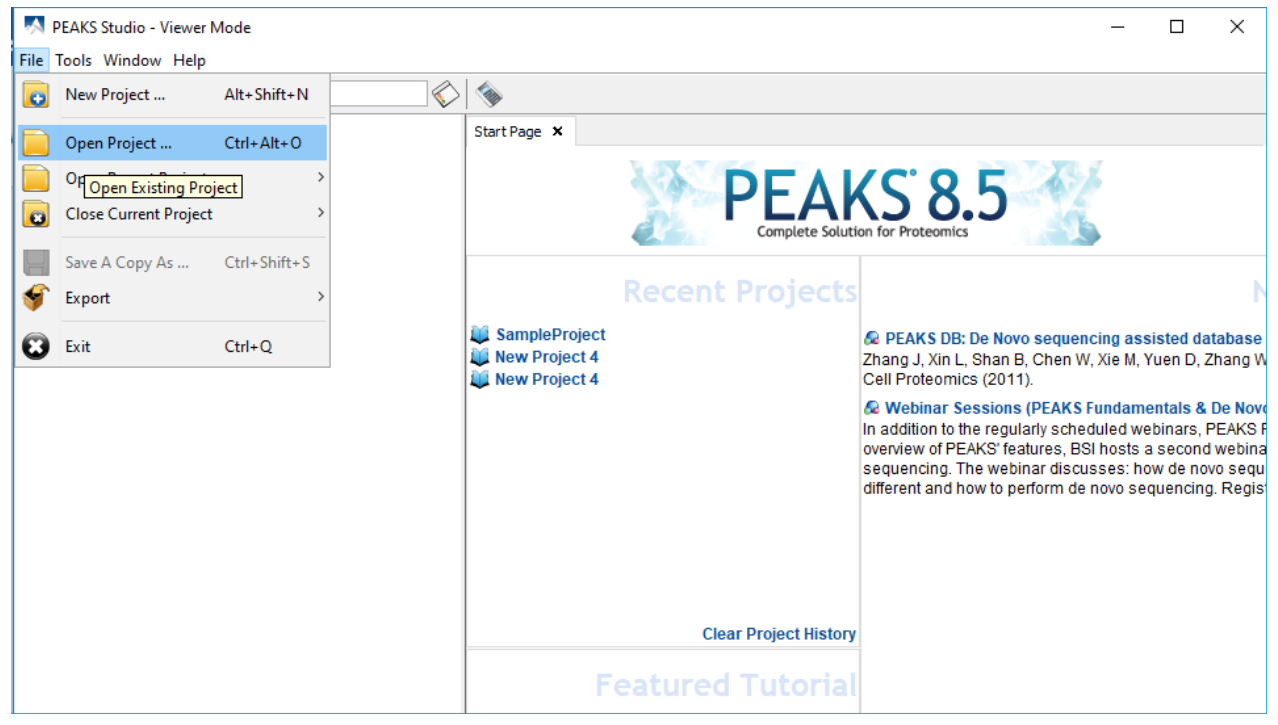 PEAKS Studio - Viewer Mode
File Tools Window Help
New Project ... Alt+Shift+N
Open Project ... Ctrl+Alt+O
Open Existing Project
Close Current Project
Save A Copy As ... Ctrl+Shift+S
Export
Exit Ctrl+Q
Start Page
PEAKS 8.5
Complete Solution for Proteomics
Recent Projects
SampleProject
New Project 4
New Project 4
Clear Project History
Featured Tutorial
PEAKS DB: De Novo sequencing assisted database
Zhang J, Xin L, Shan B, Chen W, Xie M, Yuen D, Zhang
Cell Proteomics (2011).
Webinar Sessions (PEAKS Fundamentals & De Novo
In addition to the regularly scheduled webinars, PEAKS
overview of PEAKS' features, BSI hosts a second
sequencing. The webinar discusses: how de novo
different and how to perform de novo sequencing.